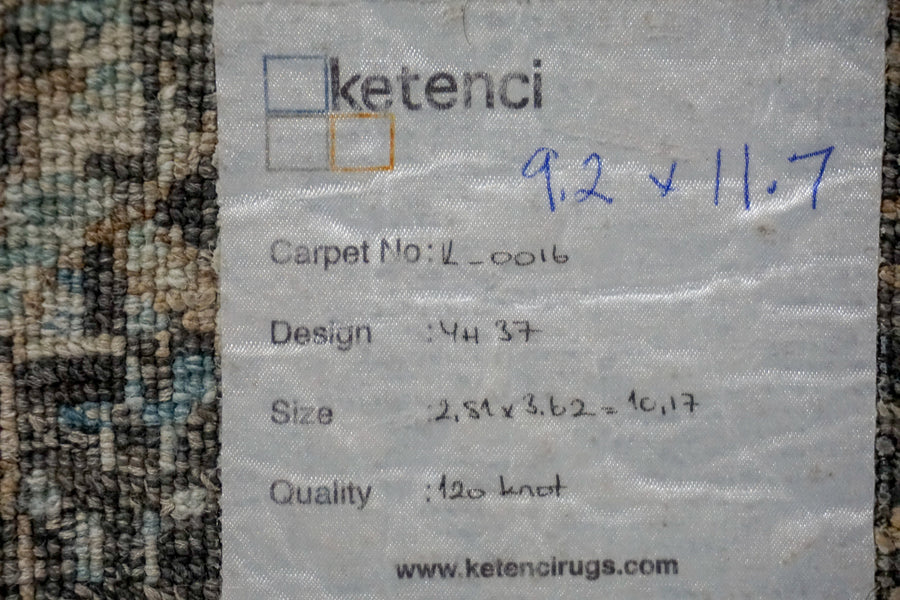 ketenci
9.2 x 11.7
Carpet No: K_0016
Design : YH 37
Size : 2,81 x 3.62 = 10,17
Quality : 120 knot
www.ketencirugs.com